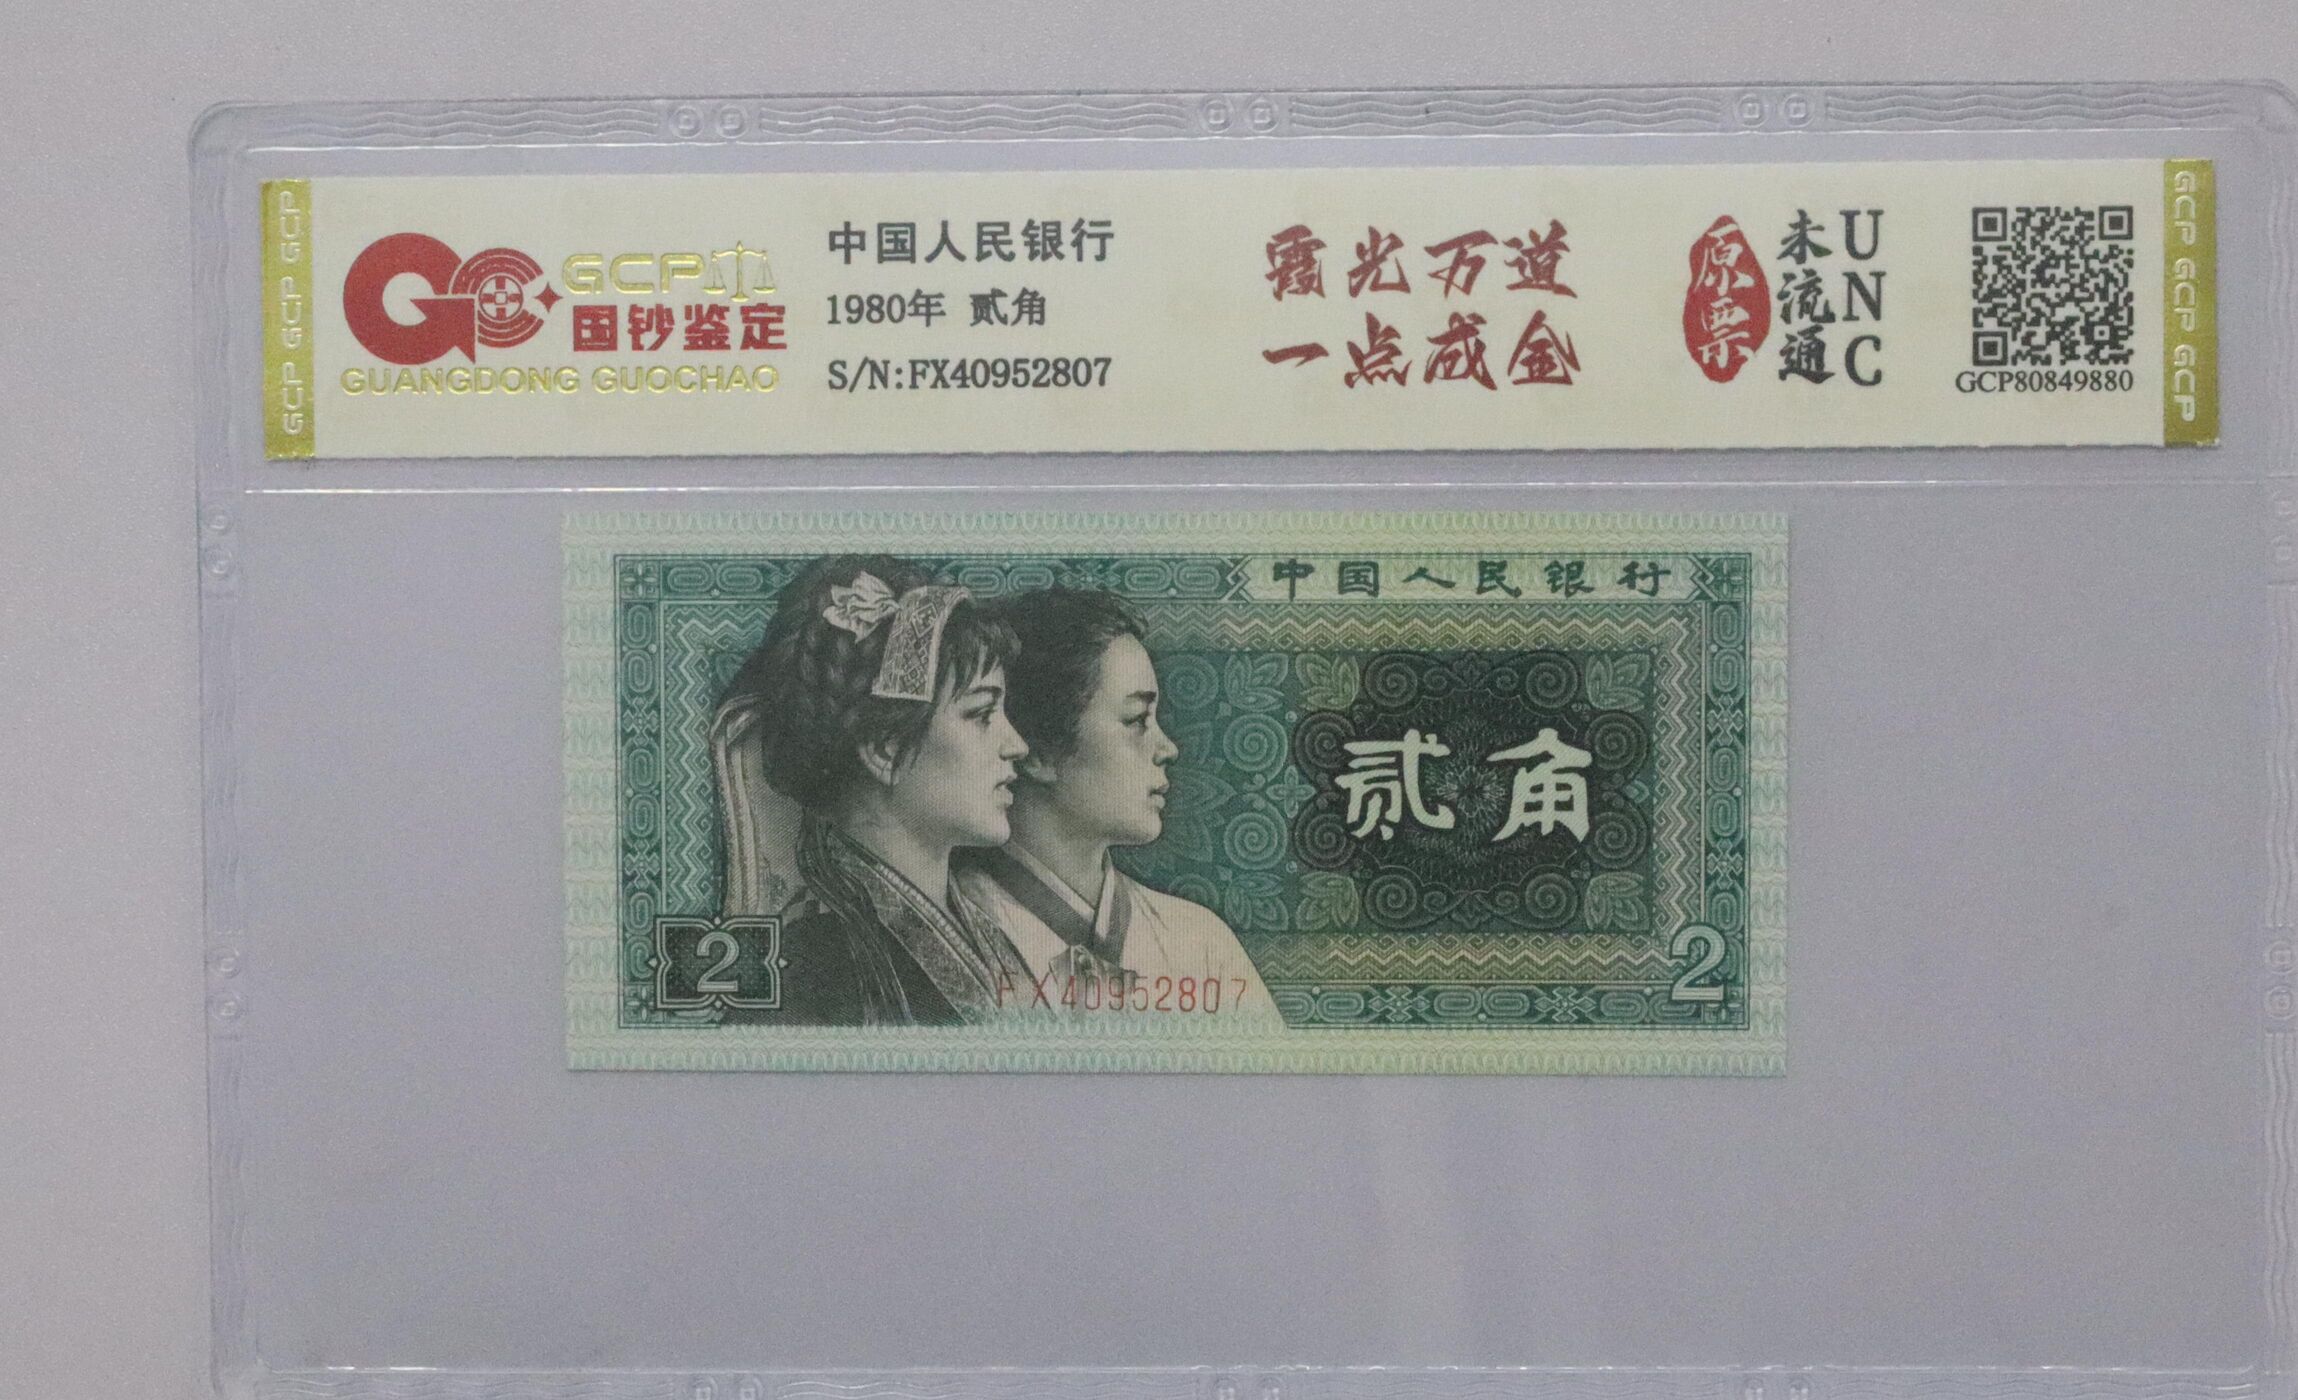 GCP
国钞鉴定
GUANGDONG GUOCHAO
中国人民银行
1980年 贰角
S/N:FX40952807
霞光万道
一点成金
原票
未流通
UNC
GCP80849880
GCP GCP GCP
GCP GCP GCP
中国人民银行
贰角
2
FX40952807
2